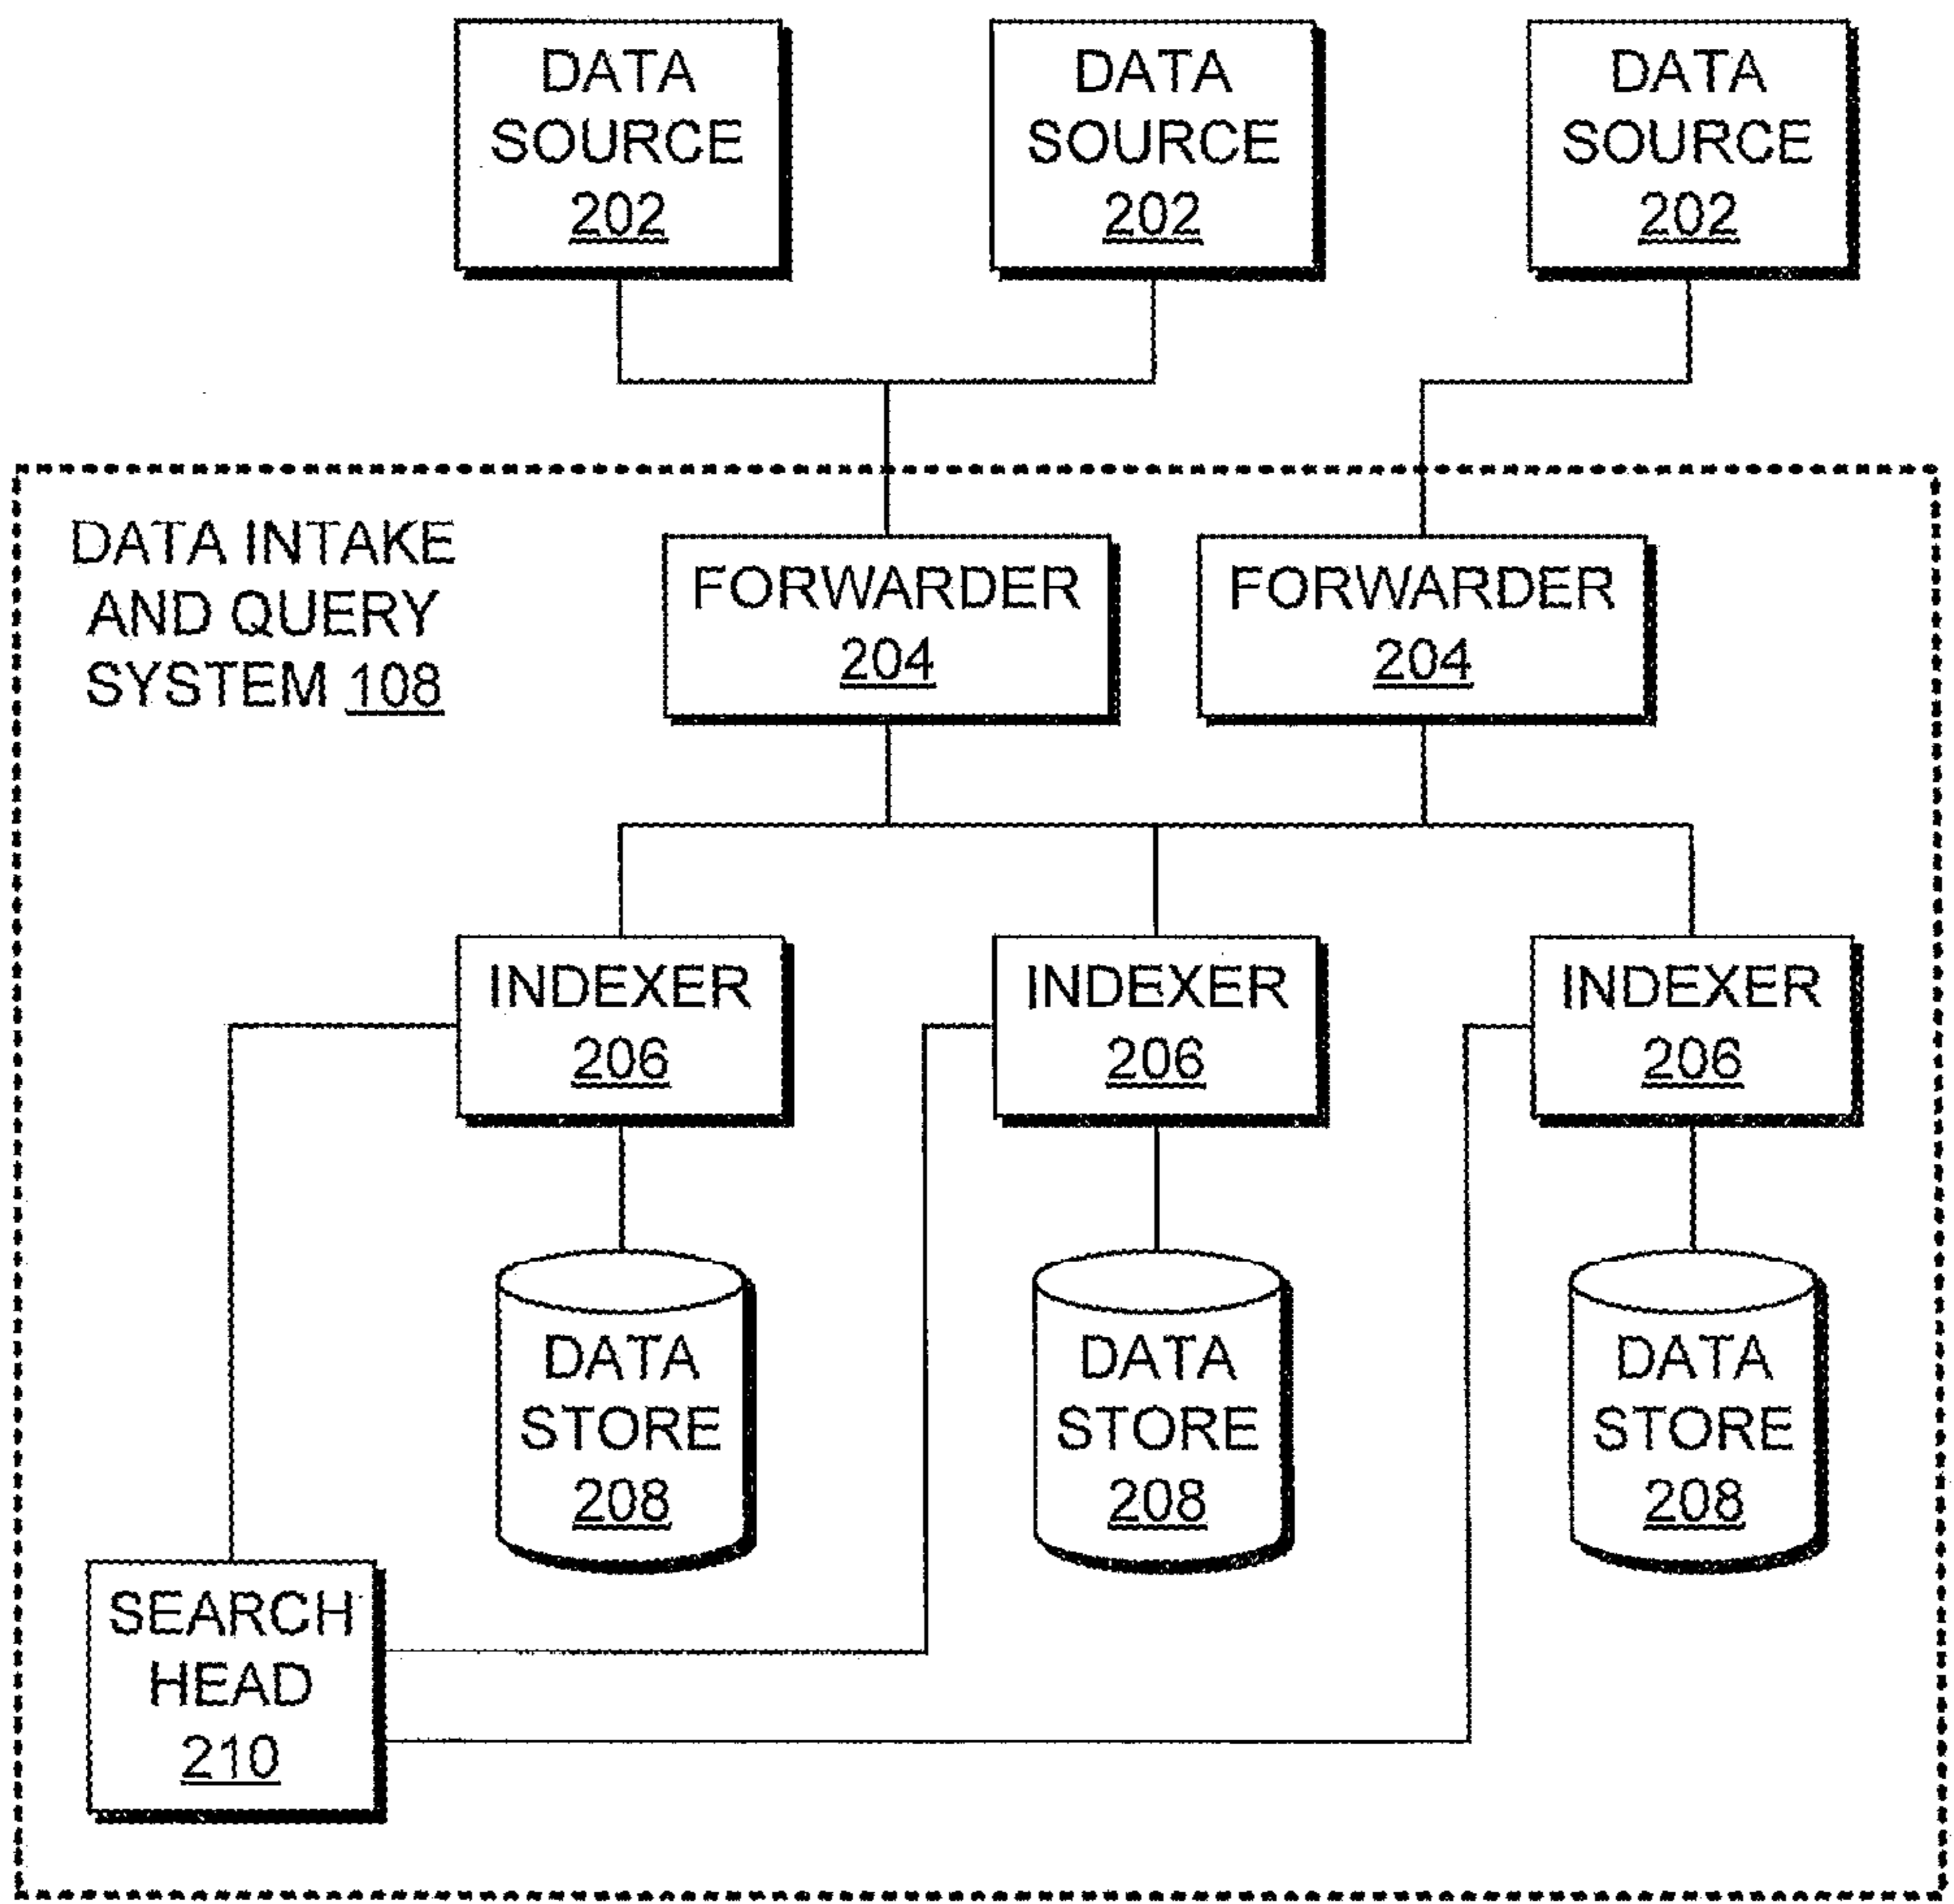 DATA
SOURCE
202
DATA
SOURCE
202
DATA
SOURCE
202
DATA INTAKE
AND QUERY
SYSTEM 108
FORWARDER
204
FORWARDER
204
INDEXER
206
INDEXER
206
INDEXER
206
DATA
STORE
208
DATA
STORE
208
DATA
STORE
208
SEARCH
HEAD
210